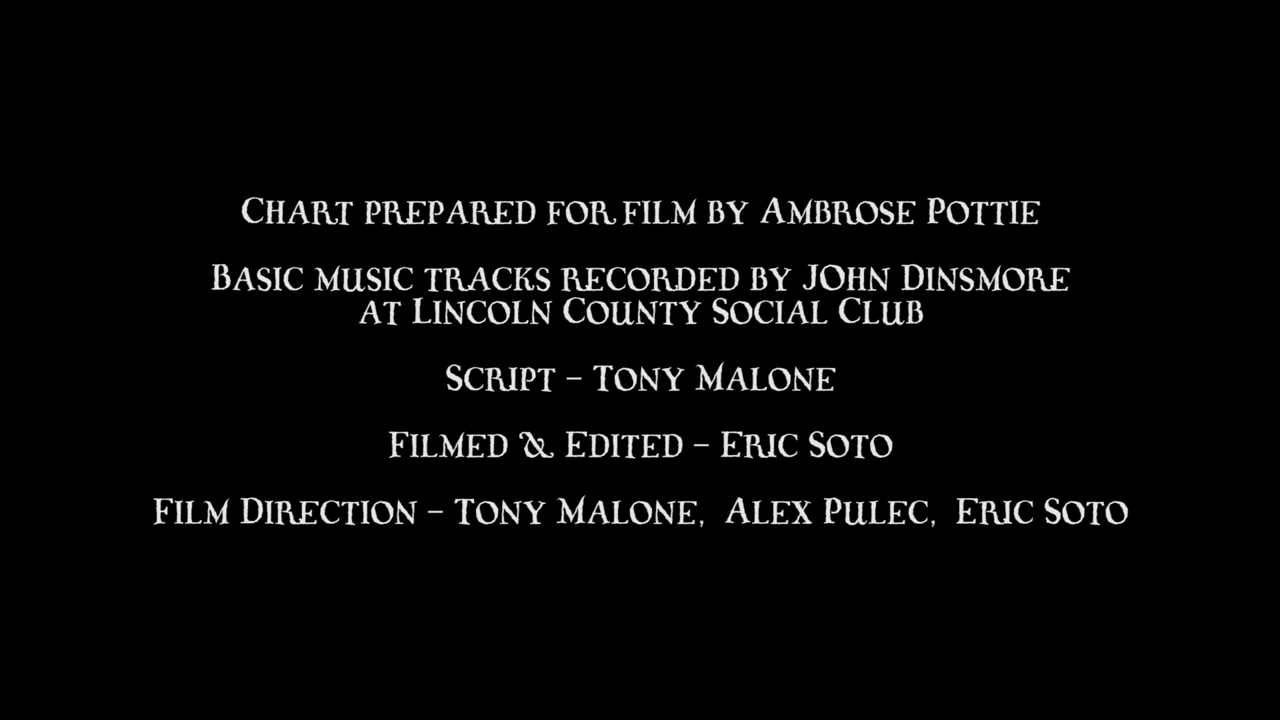 Chart prepared for film by Ambrose Pottie
Basic music tracks recorded by John Dinsmore
at Lincoln County Social Club
Script – Tony Malone
Filmed & Edited – Eric Soto
Film Direction – Tony Malone, Alex Pulec, Eric Soto